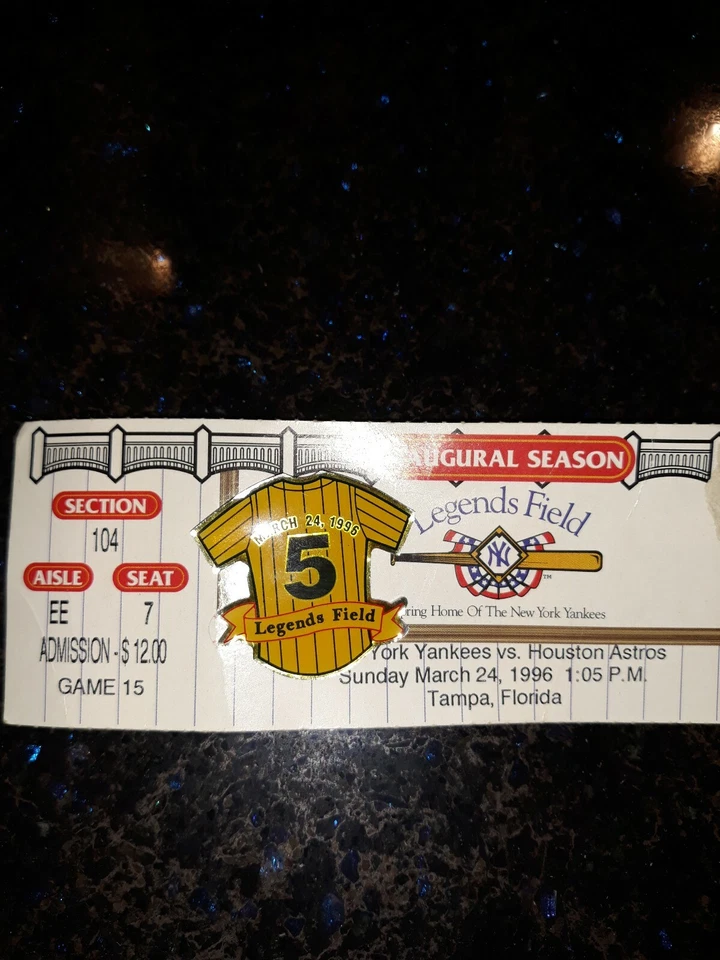 AUGURAL SEASON
SECTION
104
AISLE SEAT
EE 7
ADMISSION - $ 12.00
GAME 15
MARCH 24, 1996
5
Legends Field
Legends Field
NY
TM
ring Home Of The New York Yankees
York Yankees vs. Houston Astros
Sunday March 24, 1996 1:05 P.M.
Tampa, Florida